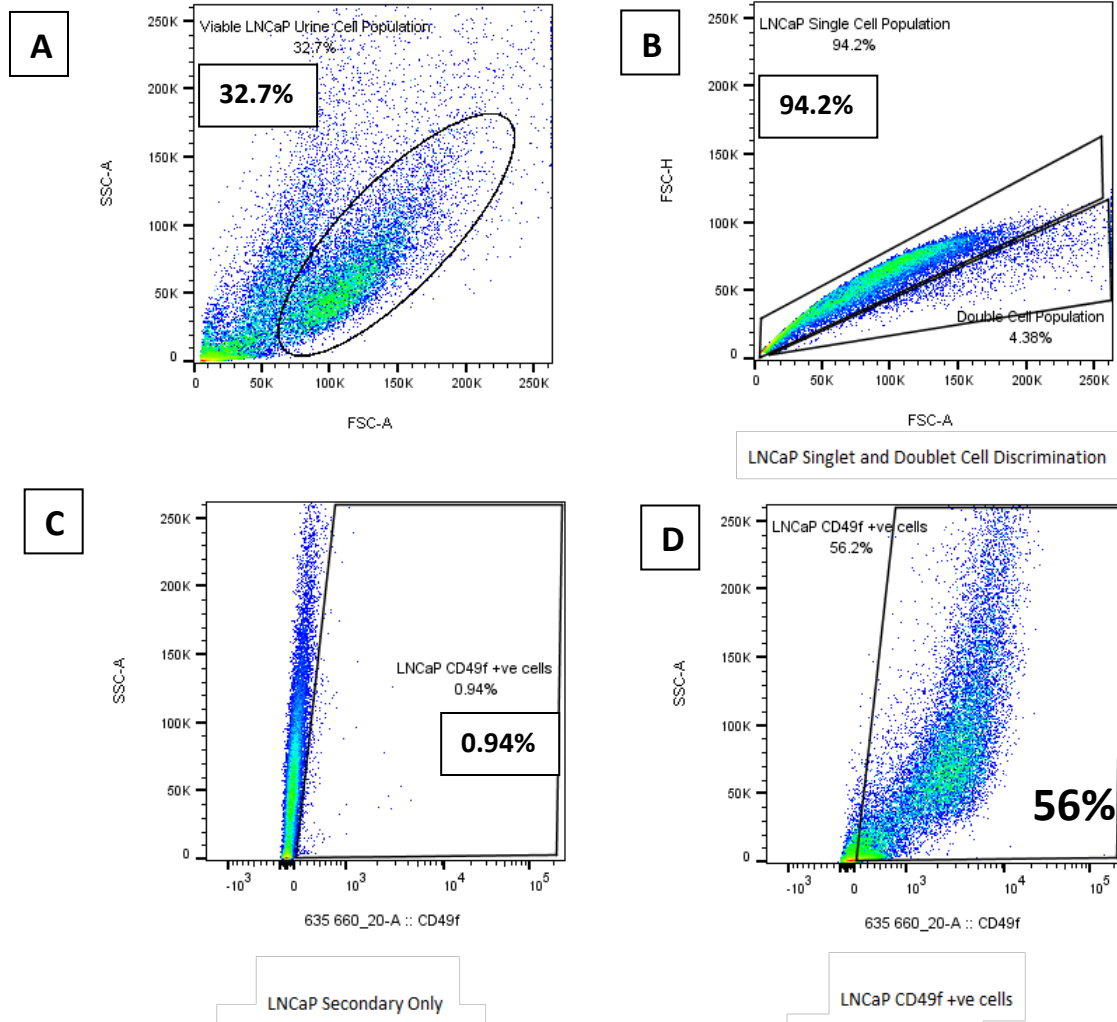 A
Viable LNCaP Urine Cell Population
32.7%
32.7%
250K
200K
150K
100K
50K
0
SSC-A
0 50K 100K 150K 200K 250K
FSC-A
B
LNCaP Single Cell Population
94.2%
94.2%
250K
200K
150K
100K
50K
0
FSC-H
Double Cell Population
4.38%
0 50K 100K 150K 200K 250K
FSC-A
LNCaP Singlet and Doublet Cell Discrimination
C
250K
200K
150K
100K
50K
0
SSC-A
LNCaP CD49f +ve cells
0.94%
0.94%
-10³ 0 10³ 10⁴ 10⁵
635 660_20-A :: CD49f
LNCaP Secondary Only
D
LNCaP CD49f +ve cells
56.2%
250K
200K
150K
100K
50K
0
SSC-A
56%
-10³ 0 10³ 10⁴ 10⁵
635 660_20-A :: CD49f
LNCaP CD49f +ve cells